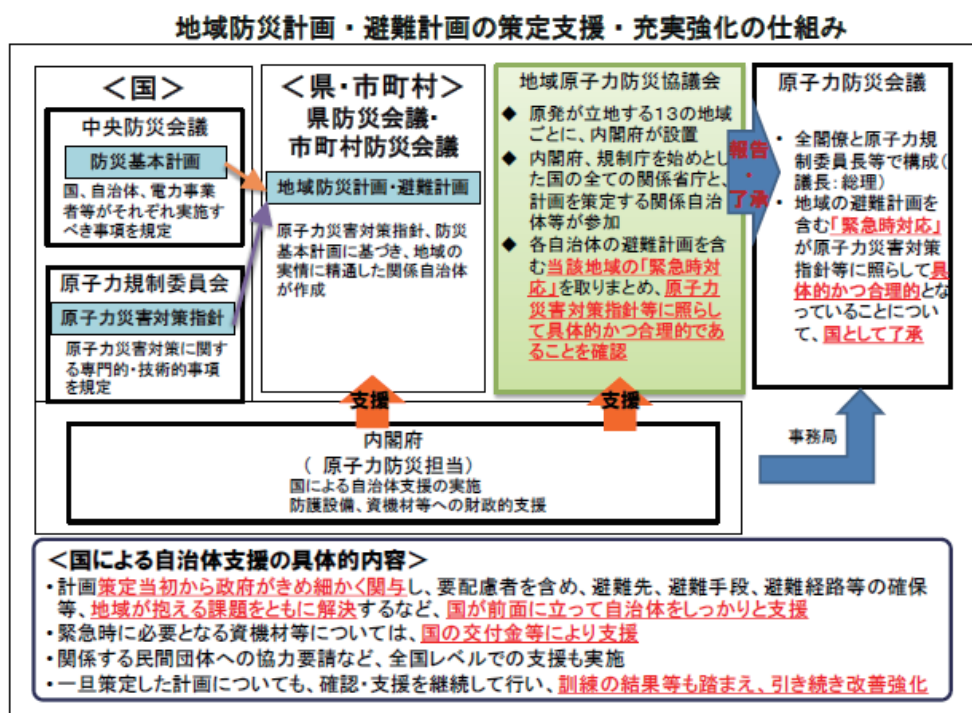 地域防災計画・避難計画の策定支援・充実強化の仕組み
＜国＞
中央防災会議
防災基本計画
国、自治体、電力事業
者等がそれぞれ実施す
べき事項を規定
原子力規制委員会
原子力災害対策指針
原子力災害対策に関す
る専門的・技術的事項
を規定
＜県・市町村＞
県防災会議・
市町村防災会議
地域防災計画・避難計画
原子力災害対策指針、防災
基本計画に基づき、地域の
実情に精通した関係自治体
が作成
支援
地域原子力防災協議会
◆ 原発が立地する１３の地域
ごとに、内閣府が設置
◆ 内閣府、規制庁を始めとし
た国の全ての関係省庁と、
計画を策定する関係自治
体等が参加
◆ 各自治体の避難計画を含
む当該地域の「緊急時対
応」を取りまとめ、原子力
災害対策指針等に照らし
て具体的かつ合理的であ
ることを確認
支援
報告
・
了承
原子力防災会議
・ 全閣僚と原子力規
制委員長等で構成（
議長：総理）
・ 地域の避難計画を
含む「緊急時対応」
が原子力災害対策
指針等に照らして具
体的かつ合理的とな
っていることについ
て、国として了承
事務局
内閣府
（ 原子力防災担当）
国による自治体支援の実施
防護設備、資機材等への財政的支援
＜国による自治体支援の具体的内容＞
・計画策定当初から政府がきめ細かく関与し、要配慮者を含め、避難先、避難手段、避難経路等の確保
等、地域が抱える課題をともに解決するなど、国が前面に立って自治体をしっかりと支援
・緊急時に必要となる資機材等については、国の交付金等により支援
・関係する民間団体への協力要請など、全国レベルでの支援も実施
・一旦策定した計画についても、確認・支援を継続して行い、訓練の結果等も踏まえ、引き続き改善強化